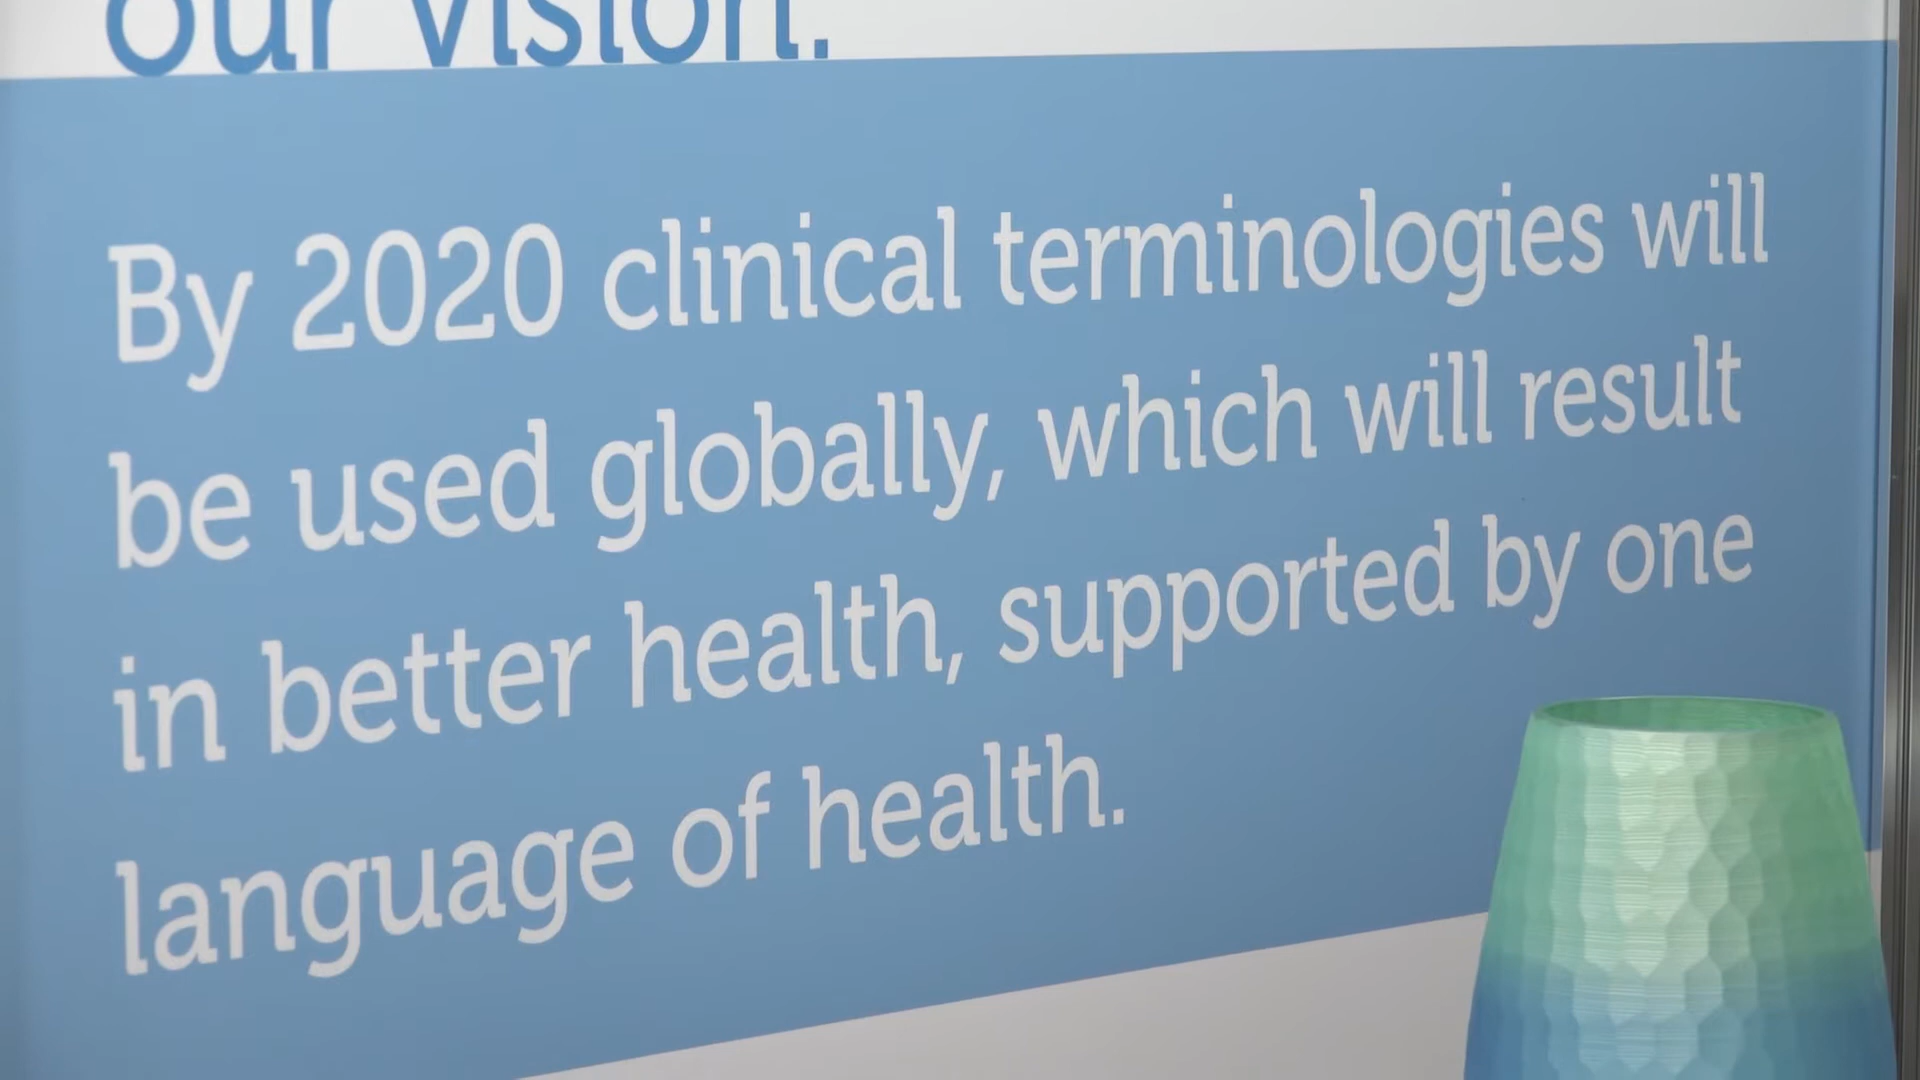 our vision.
By 2020 clinical terminologies will
be used globally, which will result
in better health, supported by one
language of health.